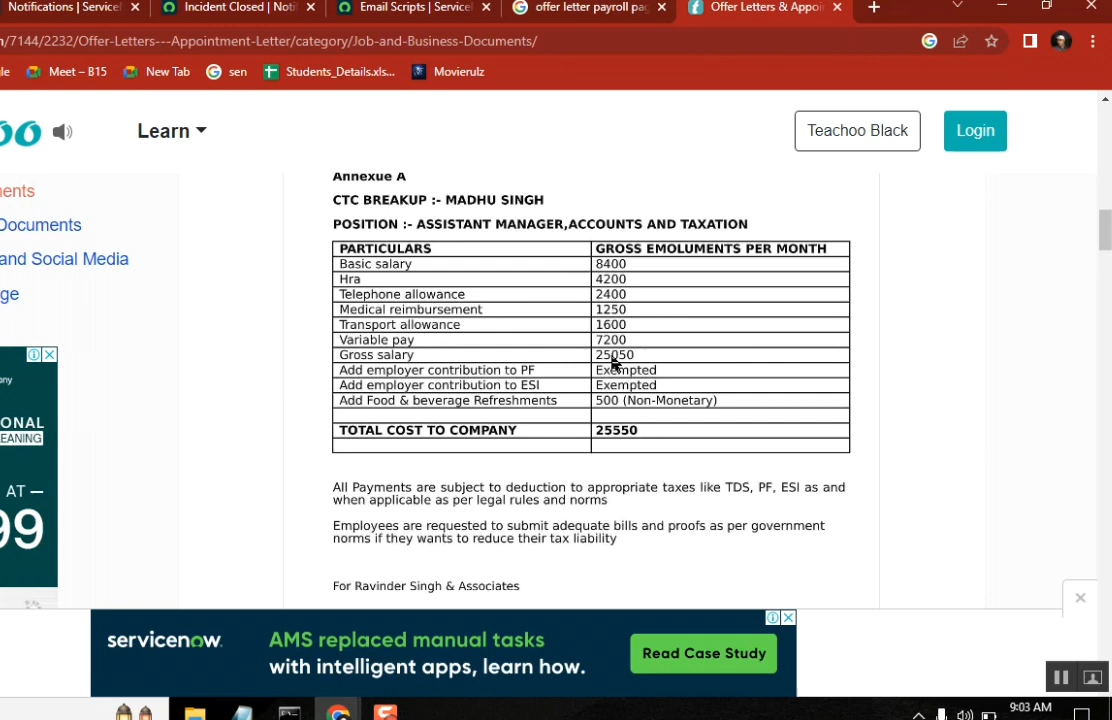 Notifications | Service
Incident Closed | Noti
Email Scripts | Service
offer letter payroll pa
Offer Letters & Appoi
/7144/2232/Offer-Letters---Appointment-Letter/category/Job-and-Business-Documents/
Meet – B15
New Tab
sen
Students_Details.xls...
Movierulz
Learn
Teachoo Black
Login
ments
Documents
and Social Media
ge
Annexue A
CTC BREAKUP :- MADHU SINGH
POSITION :- ASSISTANT MANAGER,ACCOUNTS AND TAXATION
PARTICULARS GROSS EMOLUMENTS PER MONTH
Basic salary 8400
Hra 4200
Telephone allowance 2400
Medical reimbursement 1250
Transport allowance 1600
Variable pay 7200
Gross salary 25050
Add employer contribution to PF Exempted
Add employer contribution to ESI Exempted
Add Food & beverage Refreshments 500 (Non-Monetary)
TOTAL COST TO COMPANY 25550
All Payments are subject to deduction to appropriate taxes like TDS, PF, ESI as and
when applicable as per legal rules and norms
Employees are requested to submit adequate bills and proofs as per government
norms if they wants to reduce their tax liability
For Ravinder Singh & Associates
ONAL
EANING
AT —
99
servicenow
AMS replaced manual tasks
with intelligent apps, learn how.
Read Case Study
9:03 AM